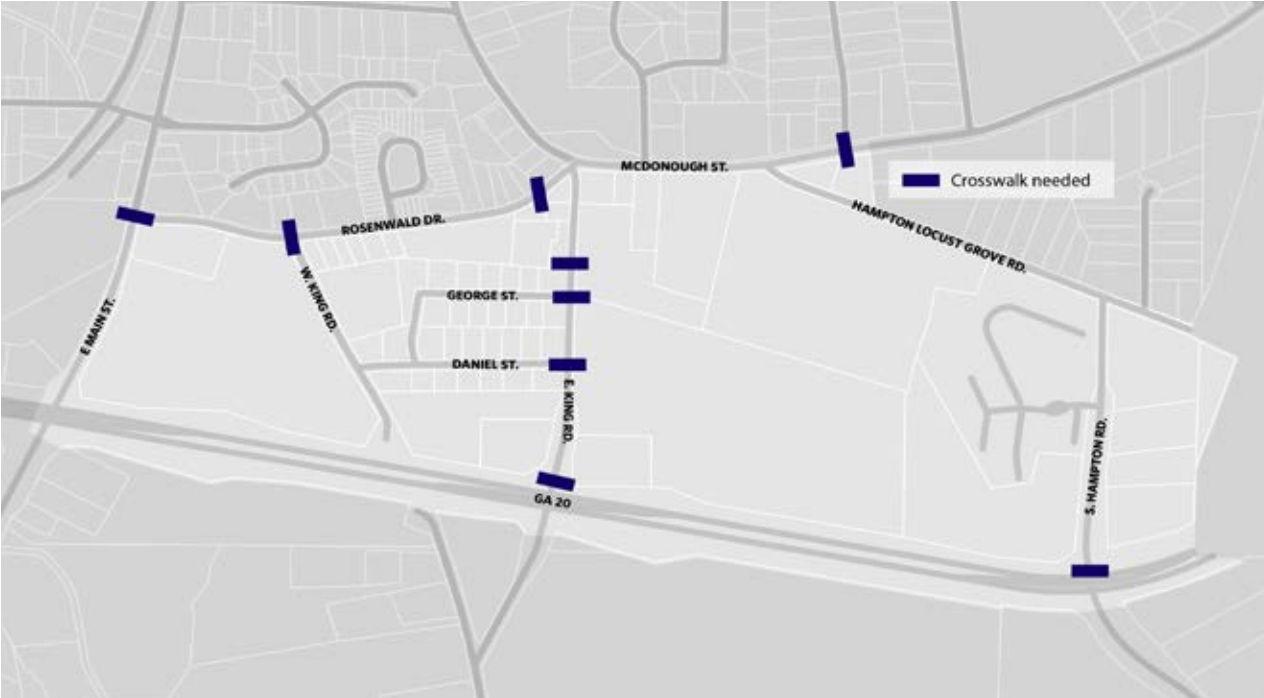 MCDONOUGH ST.
Crosswalk needed
ROSENWALD DR.
HAMPTON LOCUST GROVE RD.
W. KING RD.
GEORGE ST.
E MAIN ST.
DANIEL ST.
E. KING RD.
S. HAMPTON RD.
GA 20